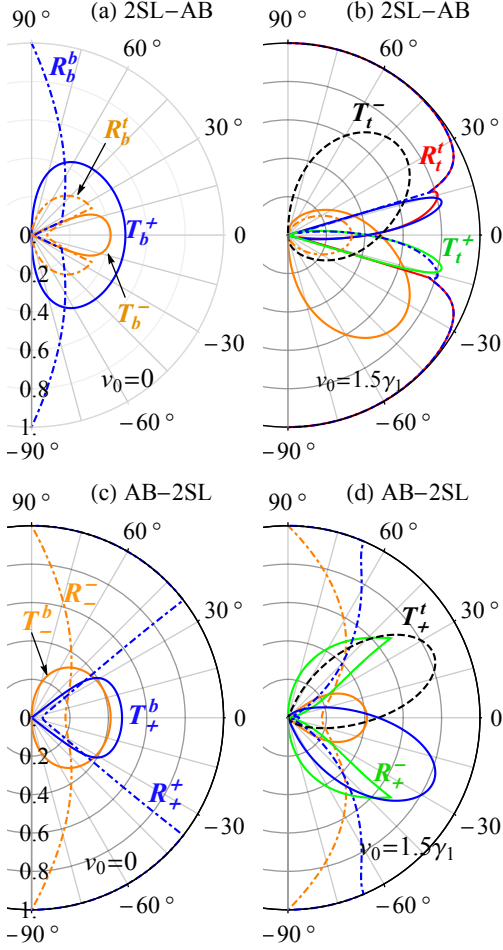 (a) 2SL−AB
90°
60°
R_b^b
R_b^t
30°
T_b^+
0
0
0.2
T_b^−
0.4
−30°
0.6
0.8
v_0=0
1.
−60°
−90°
(b) 2SL−AB
90°
60°
T_t^−
R_t^t
30°
0
T_t^+
−30°
v_0=1.5γ_1
−60°
−90°
(c) AB−2SL
90°
60°
R_−^−
T_−^b
30°
T_+^b
0
0
0.2
0.4
R_+^+
−30°
0.6
0.8
v_0=0
1.
−60°
−90°
(d) AB−2SL
90°
60°
T_+^t
30°
0
R_+^−
−30°
v_0=1.5γ_1
−60°
−90°